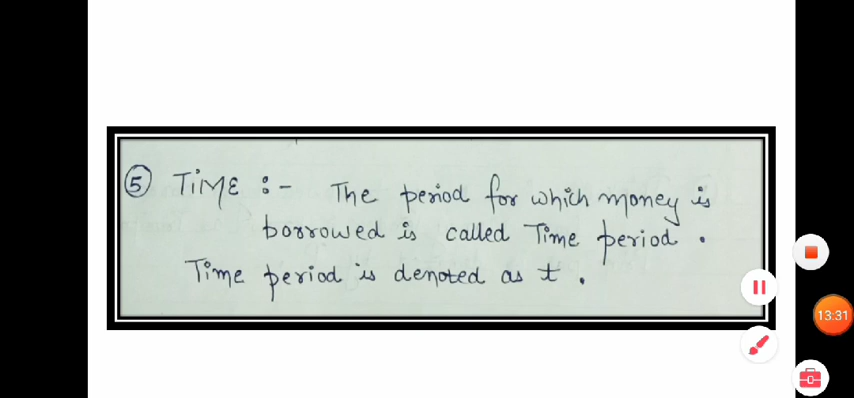 ⑤ TiME :- The period for which money is
borrowed is called Time period .
Time period is denoted as t .
13:31